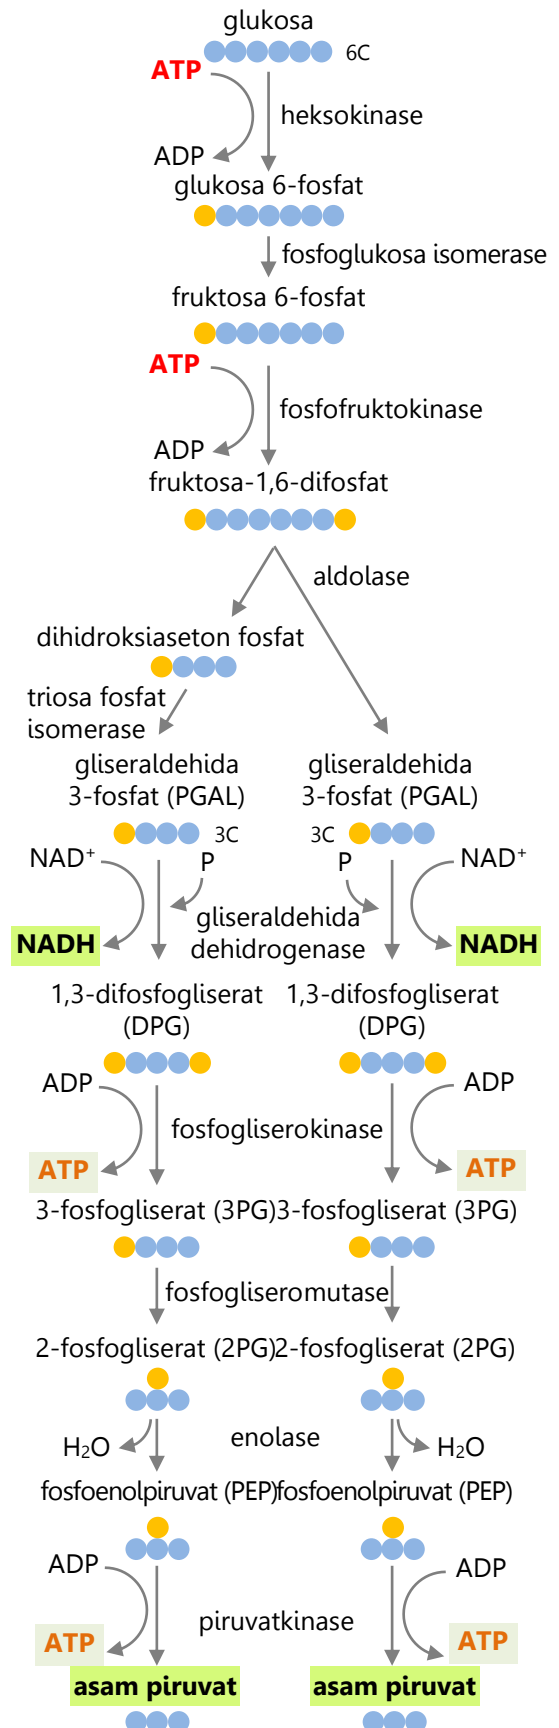 glukosa
6C
ATP
heksokinase
ADP
glukosa 6-fosfat
fosfoglukosa isomerase
fruktosa 6-fosfat
ATP
fosfofruktokinase
ADP
fruktosa-1,6-difosfat
aldolase
dihidroksiaseton fosfat
triosa fosfat
isomerase
gliseraldehida
3-fosfat (PGAL)
gliseraldehida
3-fosfat (PGAL)
3C
3C
NAD⁺
P
P
NAD⁺
gliseraldehida
dehidrogenase
NADH
NADH
1,3-difosfogliserat
(DPG)
1,3-difosfogliserat
(DPG)
ADP
ADP
fosfogliserokinase
ATP
ATP
3-fosfogliserat (3PG)
3-fosfogliserat (3PG)
fosfogliseromutase
2-fosfogliserat (2PG)
2-fosfogliserat (2PG)
H₂O
enolase
H₂O
fosfoenolpiruvat (PEP)
fosfoenolpiruvat (PEP)
ADP
ADP
piruvatkinase
ATP
ATP
asam piruvat
asam piruvat